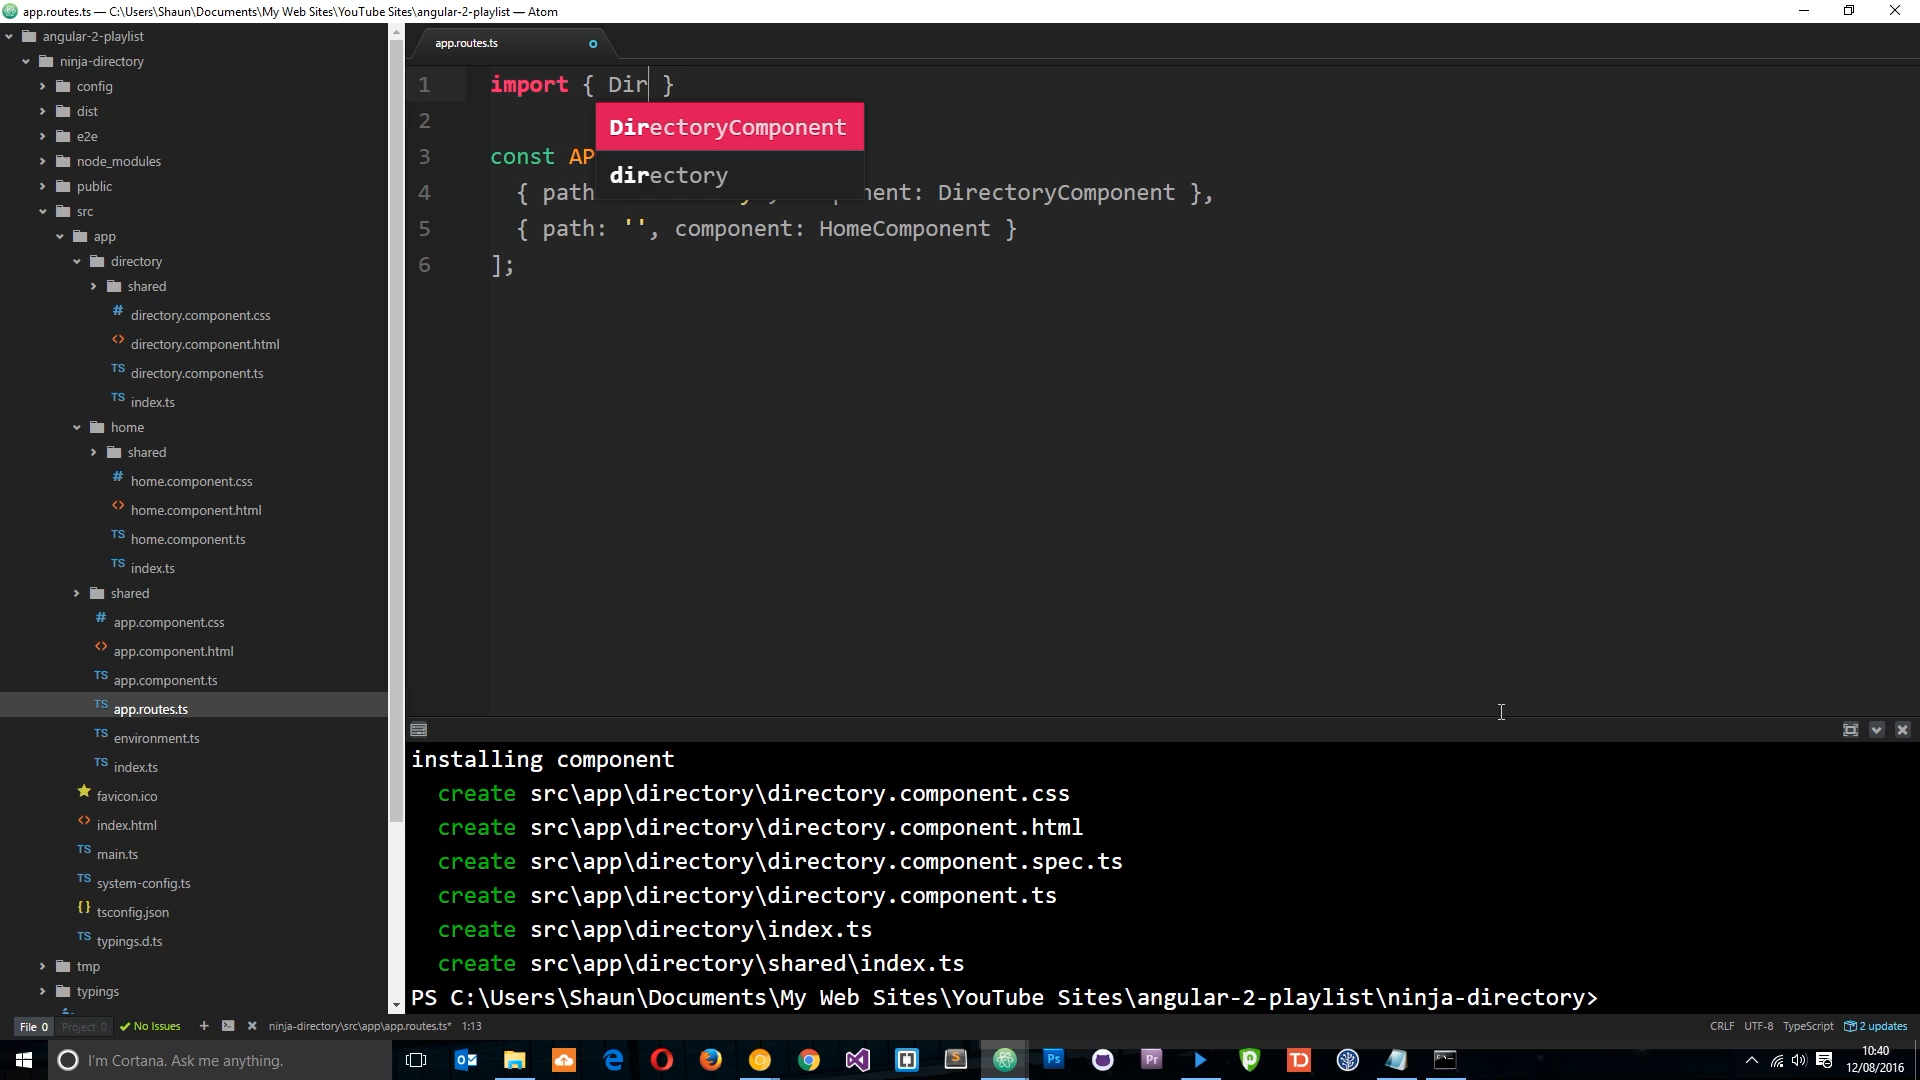 app.routes.ts — C:\Users\Shaun\Documents\My Web Sites\YouTube Sites\angular-2-playlist — Atom
angular-2-playlist
ninja-directory
config
dist
e2e
node_modules
public
src
app
directory
shared
directory.component.css
directory.component.html
directory.component.ts
index.ts
home
shared
home.component.css
home.component.html
home.component.ts
index.ts
shared
app.component.css
app.component.html
app.component.ts
app.routes.ts
environment.ts
index.ts
favicon.ico
index.html
main.ts
system-config.ts
tsconfig.json
typings.d.ts
tmp
typings
app.routes.ts
1 import { Dir }
DirectoryComponent
directory
2
3 const AP
4 { path nent: DirectoryComponent },
5 { path: '', component: HomeComponent }
6 ];
installing component
create src\app\directory\directory.component.css
create src\app\directory\directory.component.html
create src\app\directory\directory.component.spec.ts
create src\app\directory\directory.component.ts
create src\app\directory\index.ts
create src\app\directory\shared\index.ts
PS C:\Users\Shaun\Documents\My Web Sites\YouTube Sites\angular-2-playlist\ninja-directory>
File 0 Project 0 No Issues ninja-directory\src\app\app.routes.ts* 1:13 CRLF UTF-8 TypeScript 2 updates
I'm Cortana. Ask me anything.
10:40
12/08/2016